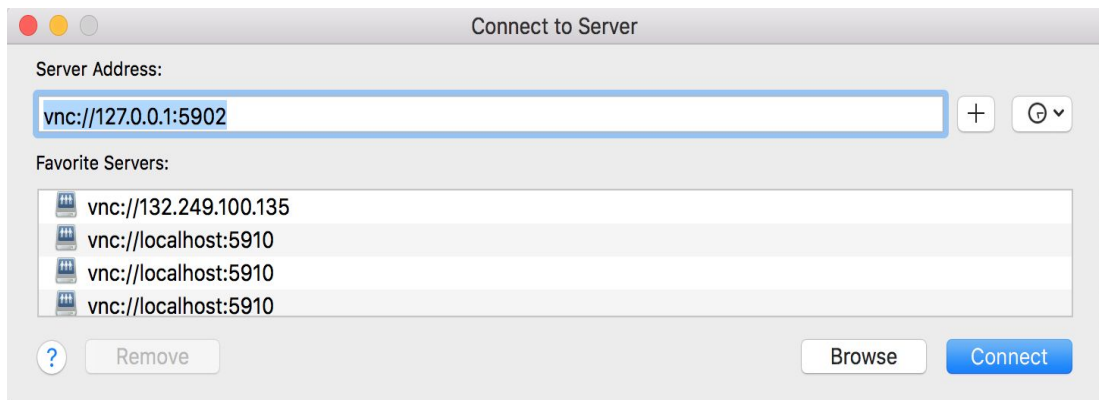 Connect to Server
Server Address:
vnc://127.0.0.1:5902
Favorite Servers:
vnc://132.249.100.135
vnc://localhost:5910
vnc://localhost:5910
vnc://localhost:5910
? Remove Browse Connect